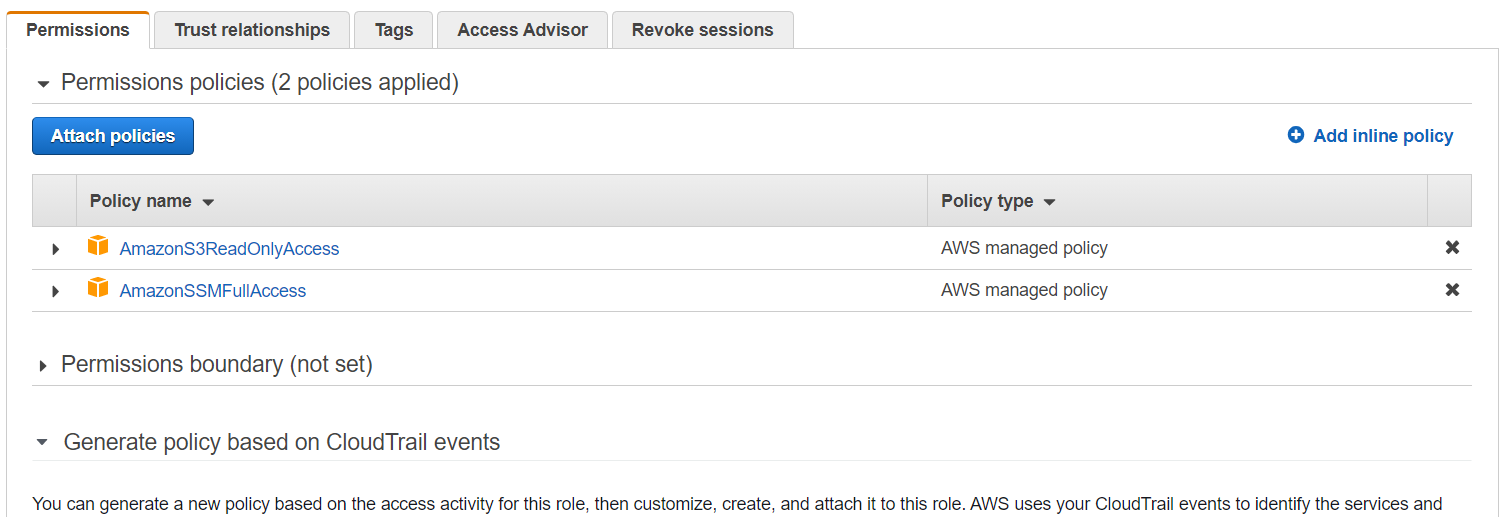 Permissions Trust relationships Tags Access Advisor Revoke sessions
Permissions policies (2 policies applied)
Attach policies Add inline policy
Policy name Policy type
AmazonS3ReadOnlyAccess AWS managed policy
AmazonSSMFullAccess AWS managed policy
Permissions boundary (not set)
Generate policy based on CloudTrail events
You can generate a new policy based on the access activity for this role, then customize, create, and attach it to this role. AWS uses your CloudTrail events to identify the services and